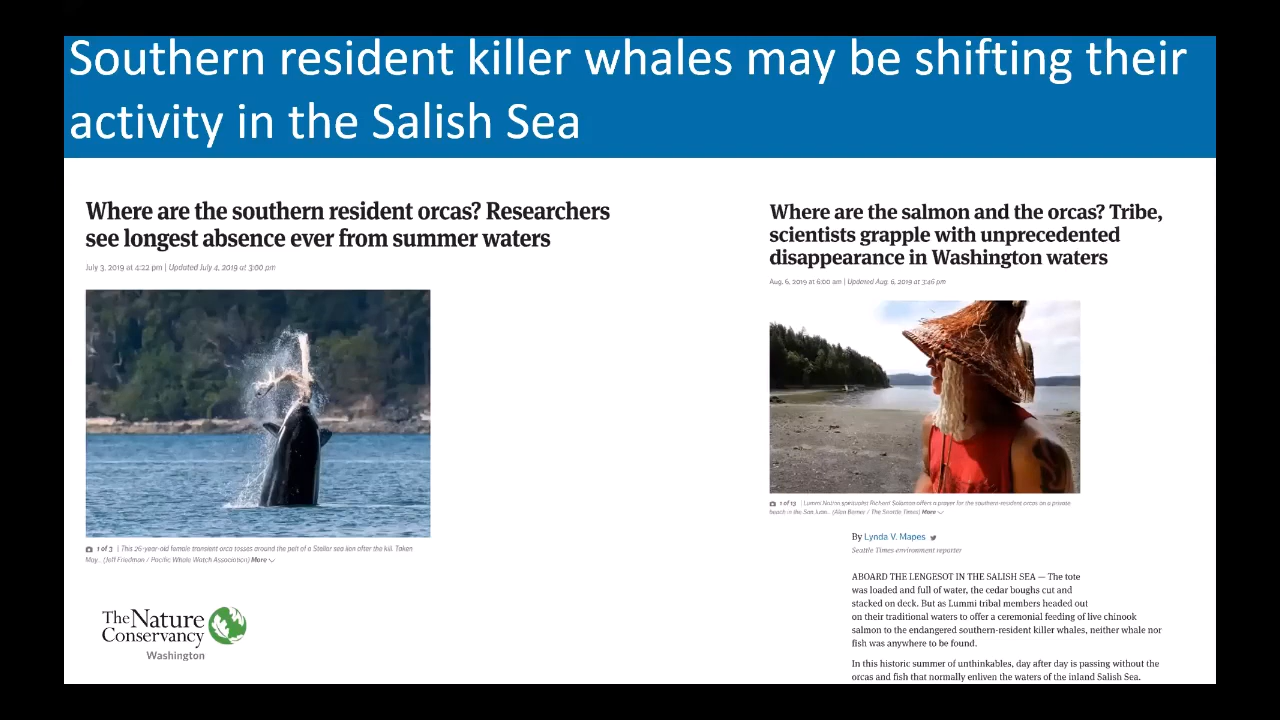 Southern resident killer whales may be shifting their
activity in the Salish Sea
Where are the southern resident orcas? Researchers
see longest absence ever from summer waters
July 3, 2019 at 4:22 pm | Updated July 4, 2019 at 3:00 pm
1 of 3 | This 26-year-old female transient orca tosses around the pelt of a Steller sea lion after the kill. Taken
May.. (Jeff Friedman / Pacific Whale Watch Association) More
The Nature
Conservancy
Washington
Where are the salmon and the orcas? Tribe,
scientists grapple with unprecedented
disappearance in Washington waters
Aug. 6, 2019 at 6:00 am | Updated Aug. 6, 2019 at 3:46 pm
1 of 13 | Lummi Nation spiritualist Richard Solomon offers a prayer for the southern-resident orcas on a private
beach in the San Juan.. (Alan Berner / The Seattle Times) More
By Lynda V. Mapes
Seattle Times environment reporter
ABOARD THE LENGESOT IN THE SALISH SEA — The tote
was loaded and full of water, the cedar boughs cut and
stacked on deck. But as Lummi tribal members headed out
on their traditional waters to offer a ceremonial feeding of live chinook
salmon to the endangered southern-resident killer whales, neither whale nor
fish was anywhere to be found.
In this historic summer of unthinkables, day after day is passing without the
orcas and fish that normally enliven the waters of the inland Salish Sea.